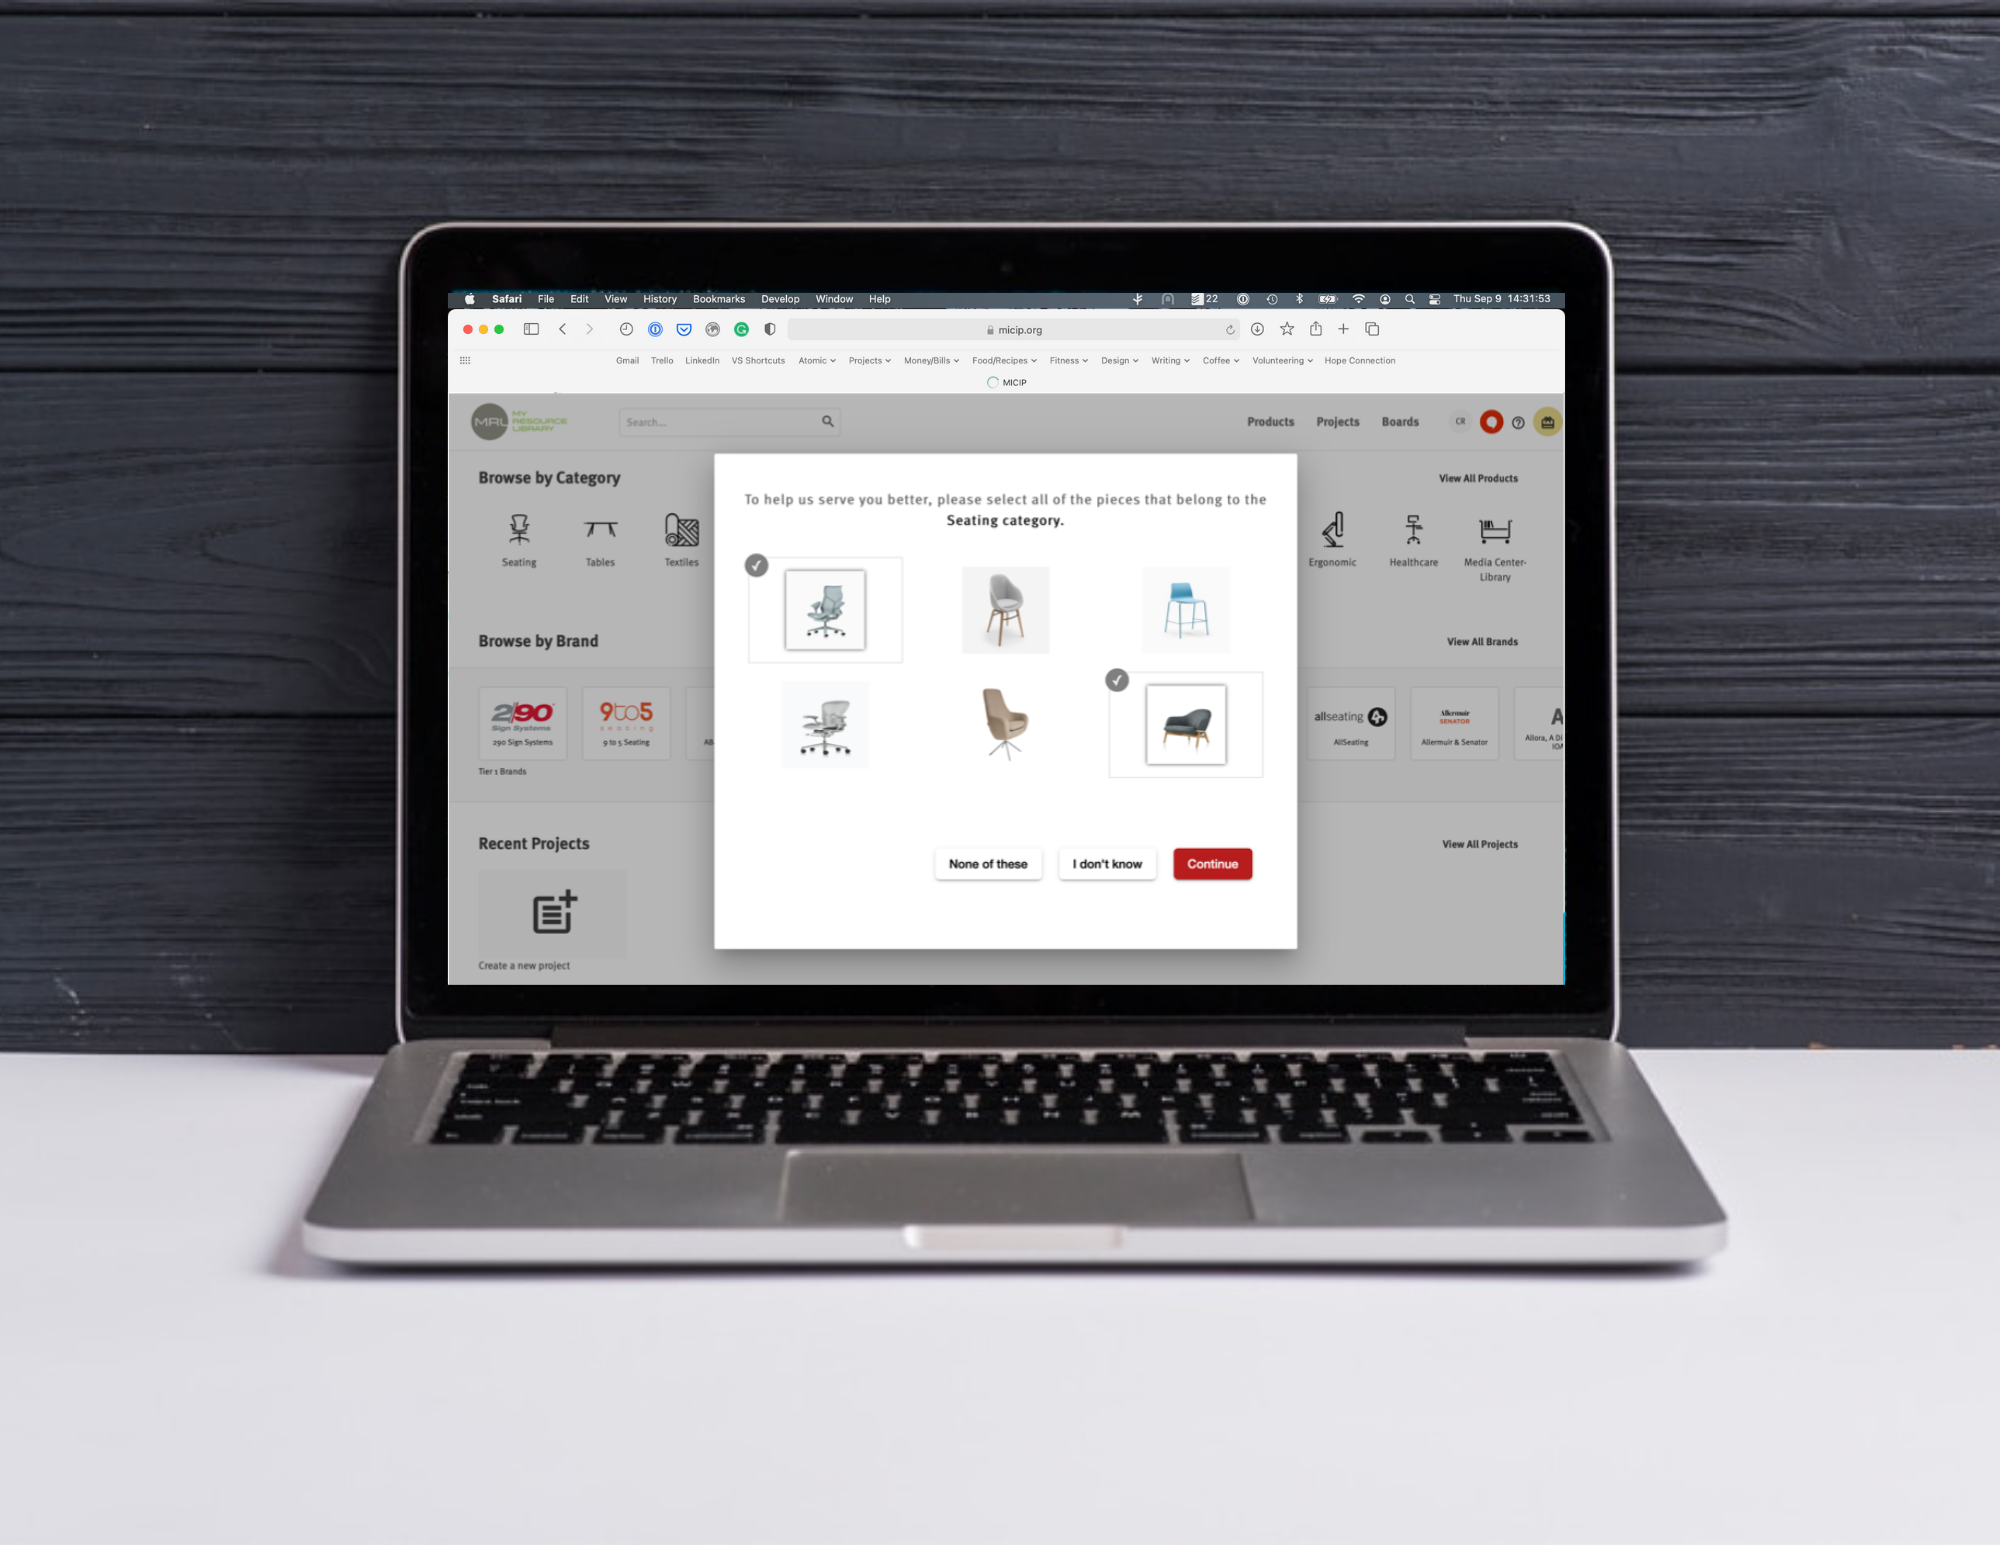 Safari File Edit View History Bookmarks Develop Window Help 22 Thu Sep 9 14:31:53
micip.org
Gmail Trello LinkedIn VS Shortcuts Atomic Projects Money/Bills Food/Recipes Fitness Design Writing Coffee Volunteering Hope Connection
MICIP
MRL MY RESOURCE LIBRARY
Search...
Products Projects Boards CR
Browse by Category
View All Products
Seating Tables Textiles
Ergonomic Healthcare Media Center-
Library
To help us serve you better, please select all of the pieces that belong to the
Seating category.
Browse by Brand
View All Brands
2/90
Sign Systems
290 Sign Systems
9to5
seating
9 to 5 Seating
AB
allseating
AllSeating
Allermuir
SENATOR
Allermuir & Senator
A
Allora, A Di
Tier 1 Brands
None of these I don't know Continue
Recent Projects
View All Projects
Create a new project